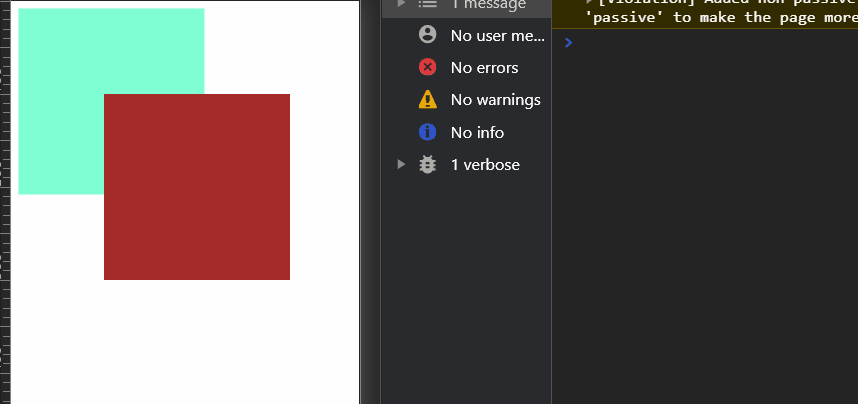 1 message
No user me...
No errors
No warnings
No info
1 verbose
[Violation] Added non-passive
'passive' to make the page more